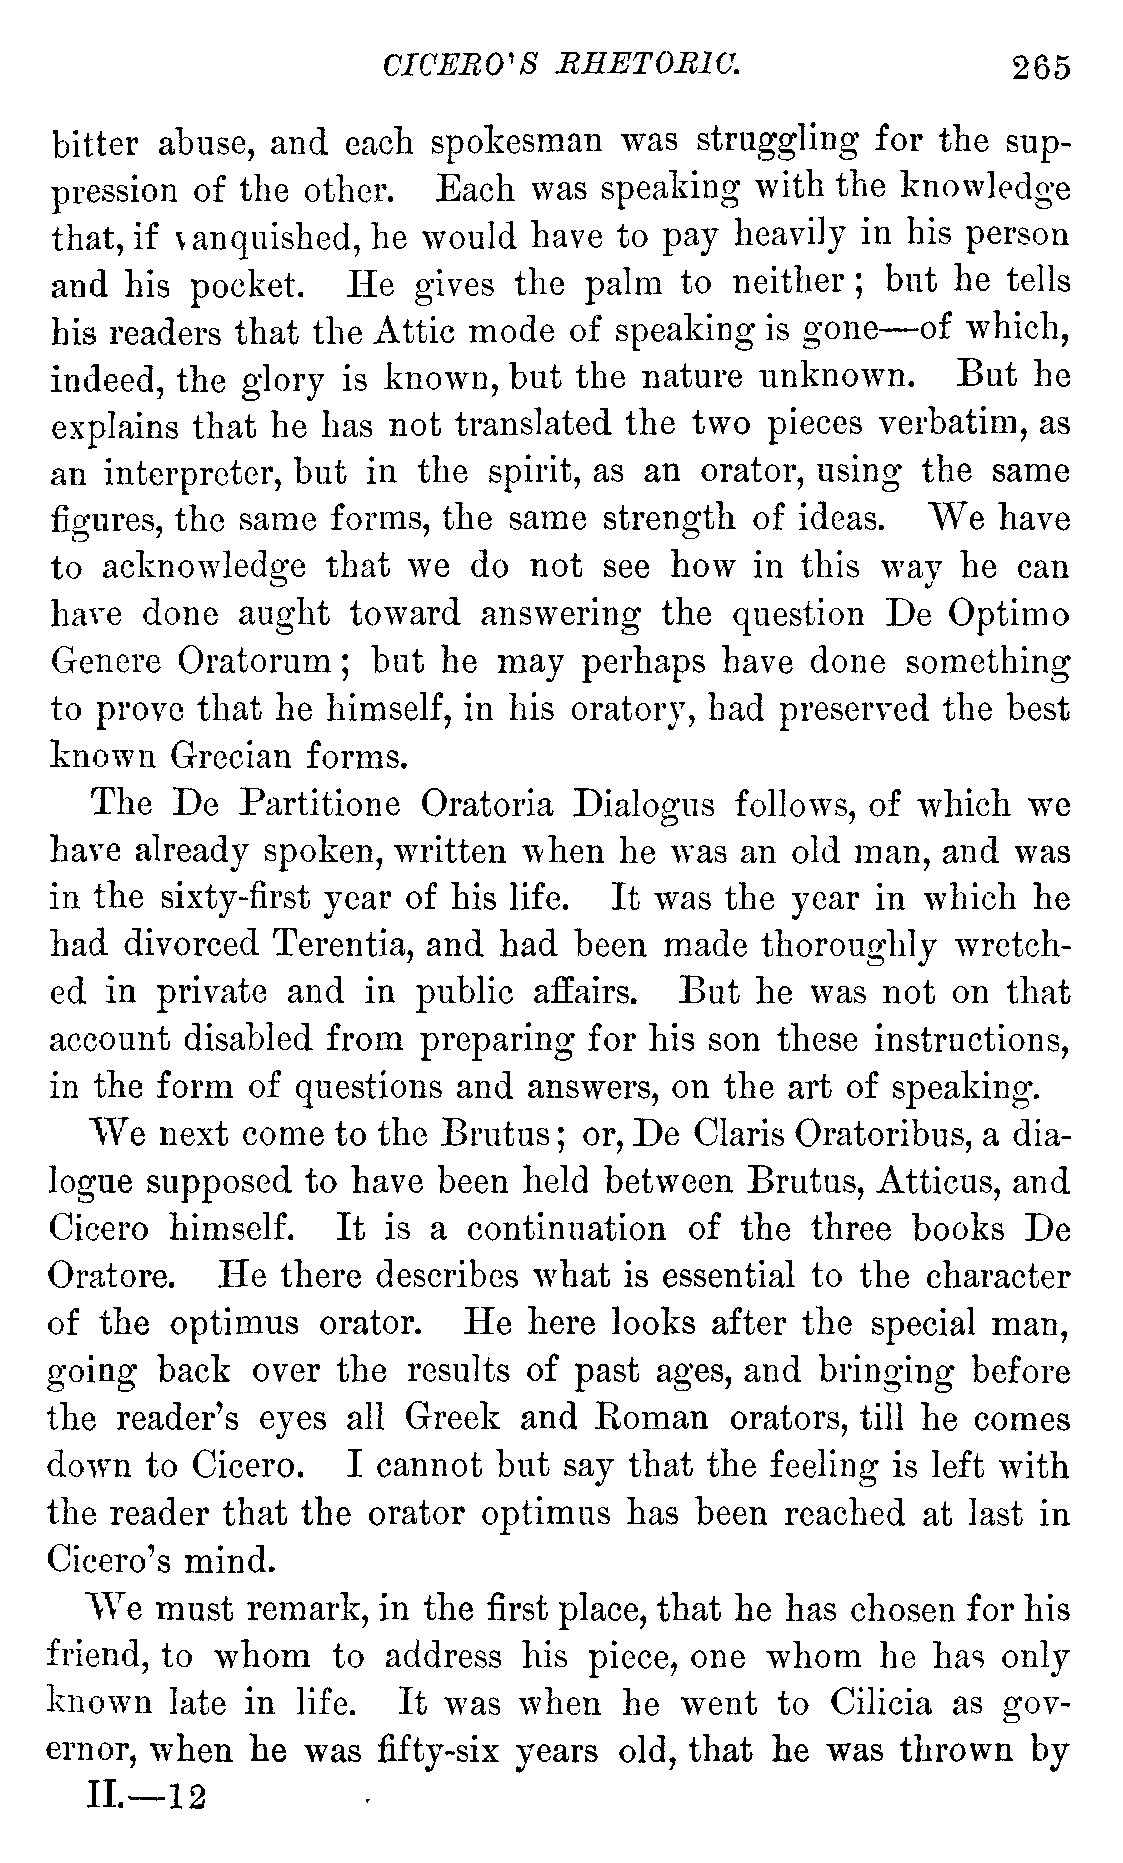 CICERO'S RHETORIC. 265
bitter abuse, and each spokesman was struggling for the sup-
pression of the other. Each was speaking with the knowledge
that, if vanquished, he would have to pay heavily in his person
and his pocket. He gives the palm to neither; but he tells
his readers that the Attic mode of speaking is gone—of which,
indeed, the glory is known, but the nature unknown. But he
explains that he has not translated the two pieces verbatim, as
an interpreter, but in the spirit, as an orator, using the same
figures, the same forms, the same strength of ideas. We have
to acknowledge that we do not see how in this way he can
have done aught toward answering the question De Optimo
Genere Oratorum; but he may perhaps have done something
to prove that he himself, in his oratory, had preserved the best
known Grecian forms.
The De Partitione Oratoria Dialogus follows, of which we
have already spoken, written when he was an old man, and was
in the sixty-first year of his life. It was the year in which he
had divorced Terentia, and had been made thoroughly wretch-
ed in private and in public affairs. But he was not on that
account disabled from preparing for his son these instructions,
in the form of questions and answers, on the art of speaking.
We next come to the Brutus; or, De Claris Oratoribus, a dia-
logue supposed to have been held between Brutus, Atticus, and
Cicero himself. It is a continuation of the three books De
Oratore. He there describes what is essential to the character
of the optimus orator. He here looks after the special man,
going back over the results of past ages, and bringing before
the reader's eyes all Greek and Roman orators, till he comes
down to Cicero. I cannot but say that the feeling is left with
the reader that the orator optimus has been reached at last in
Cicero's mind.
We must remark, in the first place, that he has chosen for his
friend, to whom to address his piece, one whom he has only
known late in life. It was when he went to Cilicia as gov-
ernor, when he was fifty-six years old, that he was thrown by
II.—12